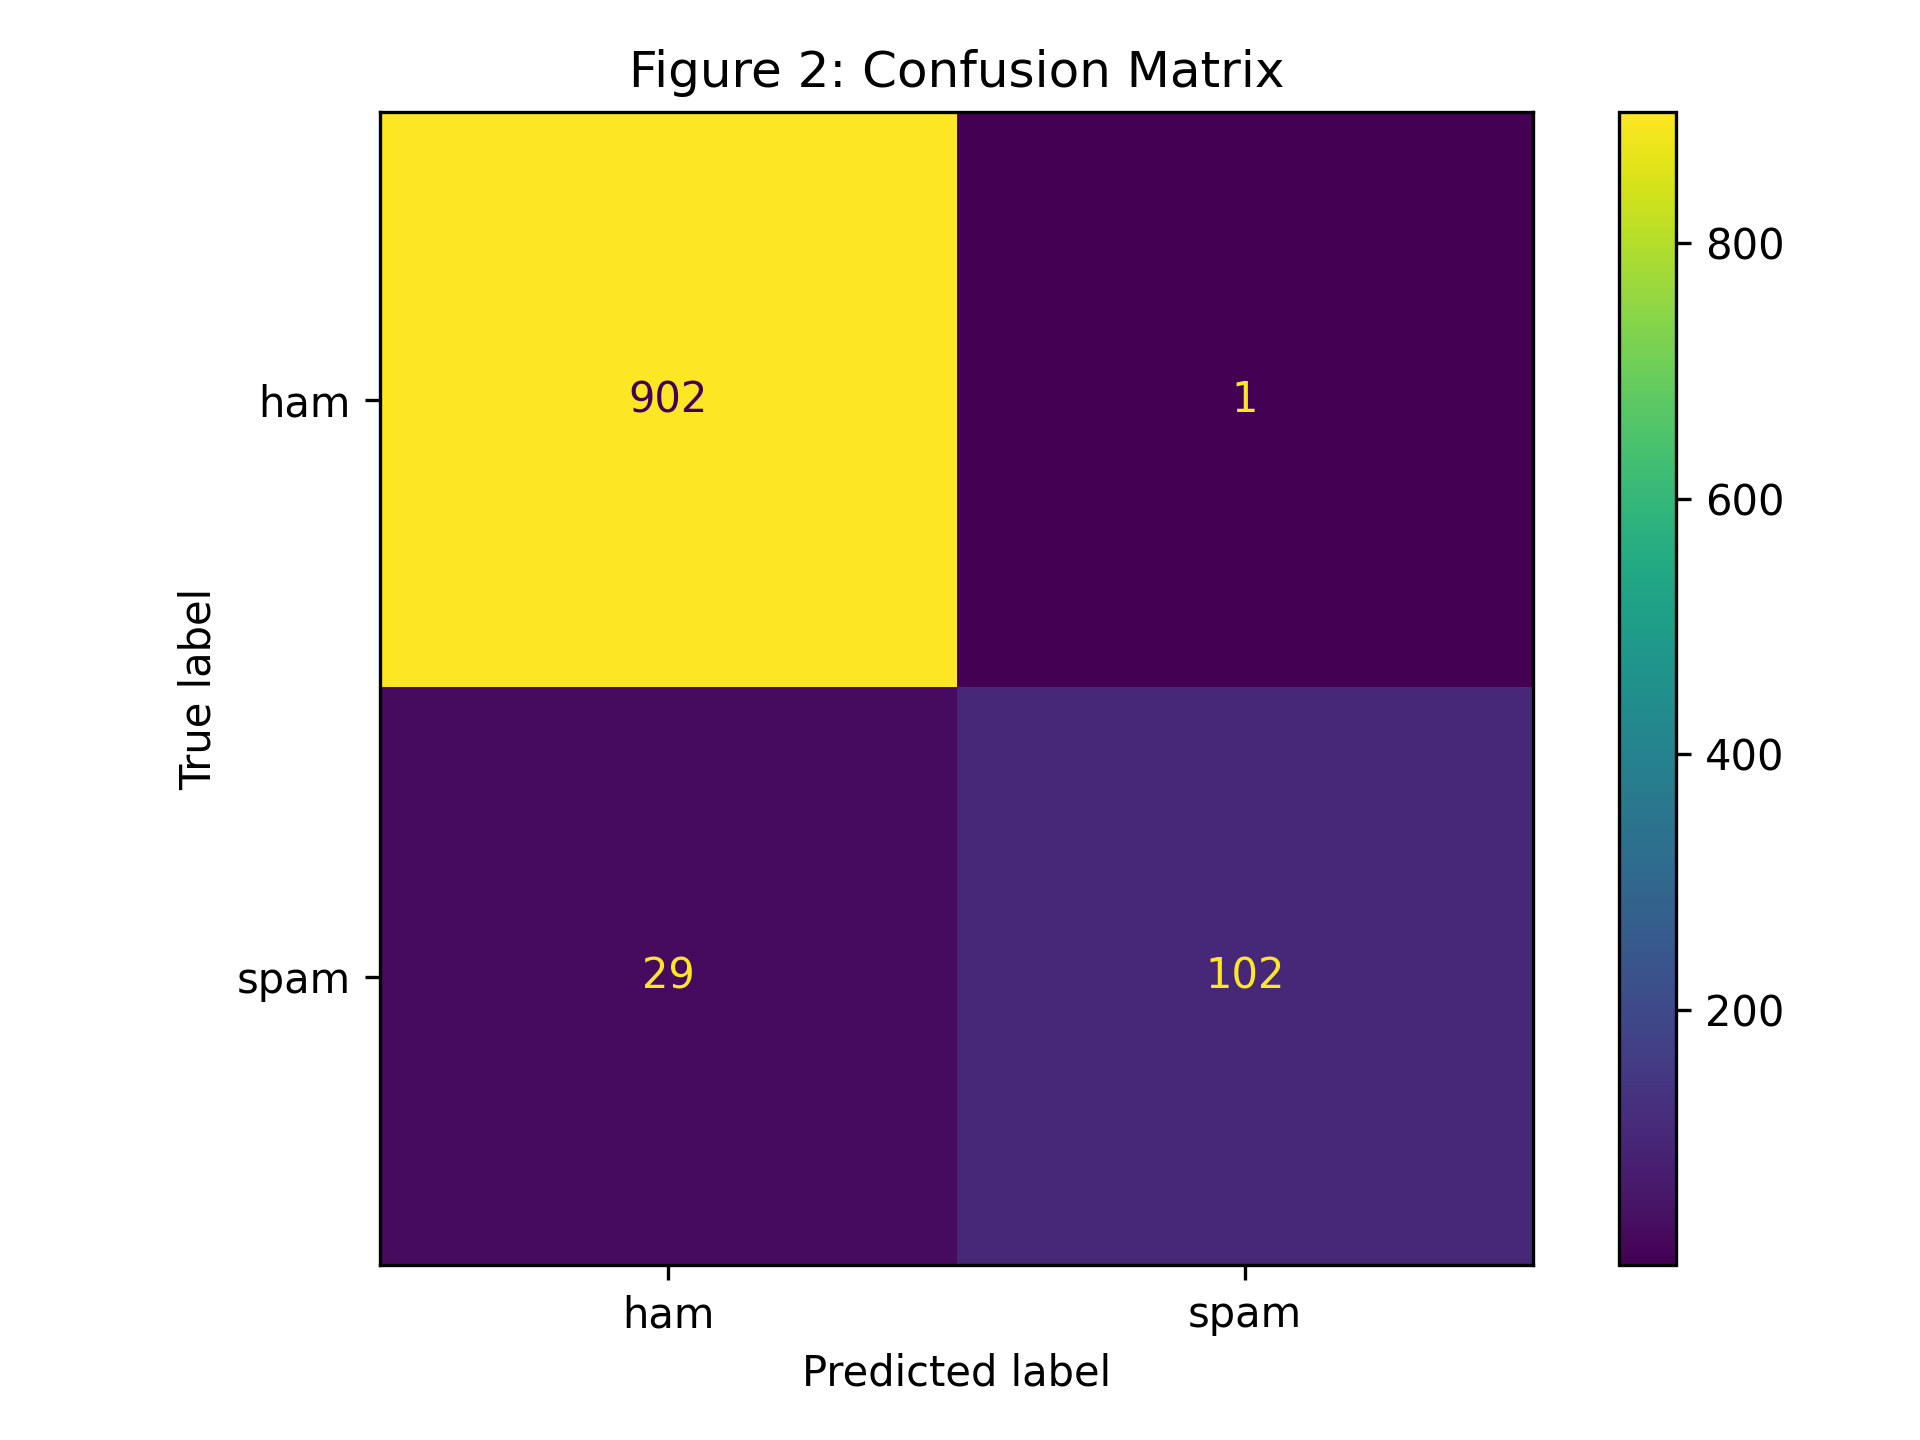 Figure 2: Confusion Matrix
True label
ham
902
1
spam
29
102
ham
spam
Predicted label
800
600
400
200